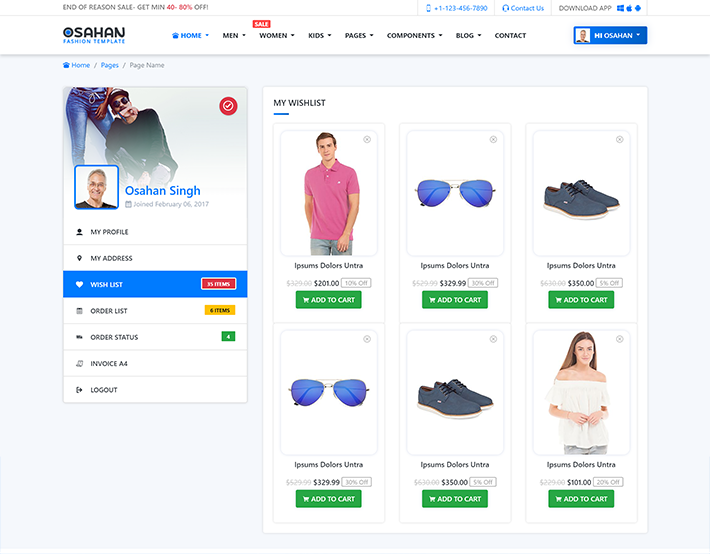 END OF REASON SALE- GET MIN 40- 80% OFF!
+1-123-456-7890
Contact Us
DOWNLOAD APP
OSAHAN
FASHION TEMPLATE
SALE
HOME MEN WOMEN KIDS PAGES COMPONENTS BLOG CONTACT
HI OSAHAN
Home / Pages / Page Name
Osahan Singh
Joined February 06, 2017
MY PROFILE
MY ADDRESS
WISH LIST 35 ITEMS
ORDER LIST 6 ITEMS
ORDER STATUS 4
INVOICE A4
LOGOUT
MY WISHLIST
Ipsums Dolors Untra
$329.00 $201.00 10% Off
ADD TO CART
Ipsums Dolors Untra
$529.99 $329.99 30% Off
ADD TO CART
Ipsums Dolors Untra
$630.00 $350.00 5% Off
ADD TO CART
Ipsums Dolors Untra
$529.99 $329.99 30% Off
ADD TO CART
Ipsums Dolors Untra
$630.00 $350.00 5% Off
ADD TO CART
Ipsums Dolors Untra
$229.00 $101.00 20% Off
ADD TO CART